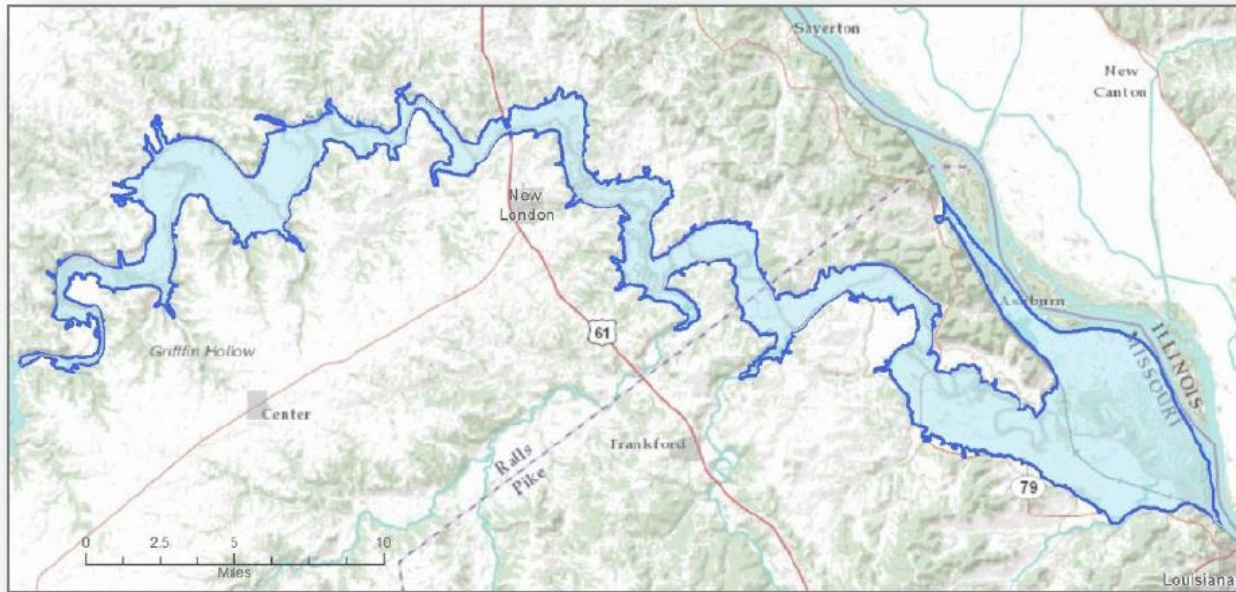 Saverton
New
Canton
New
London
Ashburn
ILLINOIS
MISSOURI
61
Griffin Hollow
Center
Frankford
Ralls
Pike
79
0 2.5 5 10
Miles
Louisiana